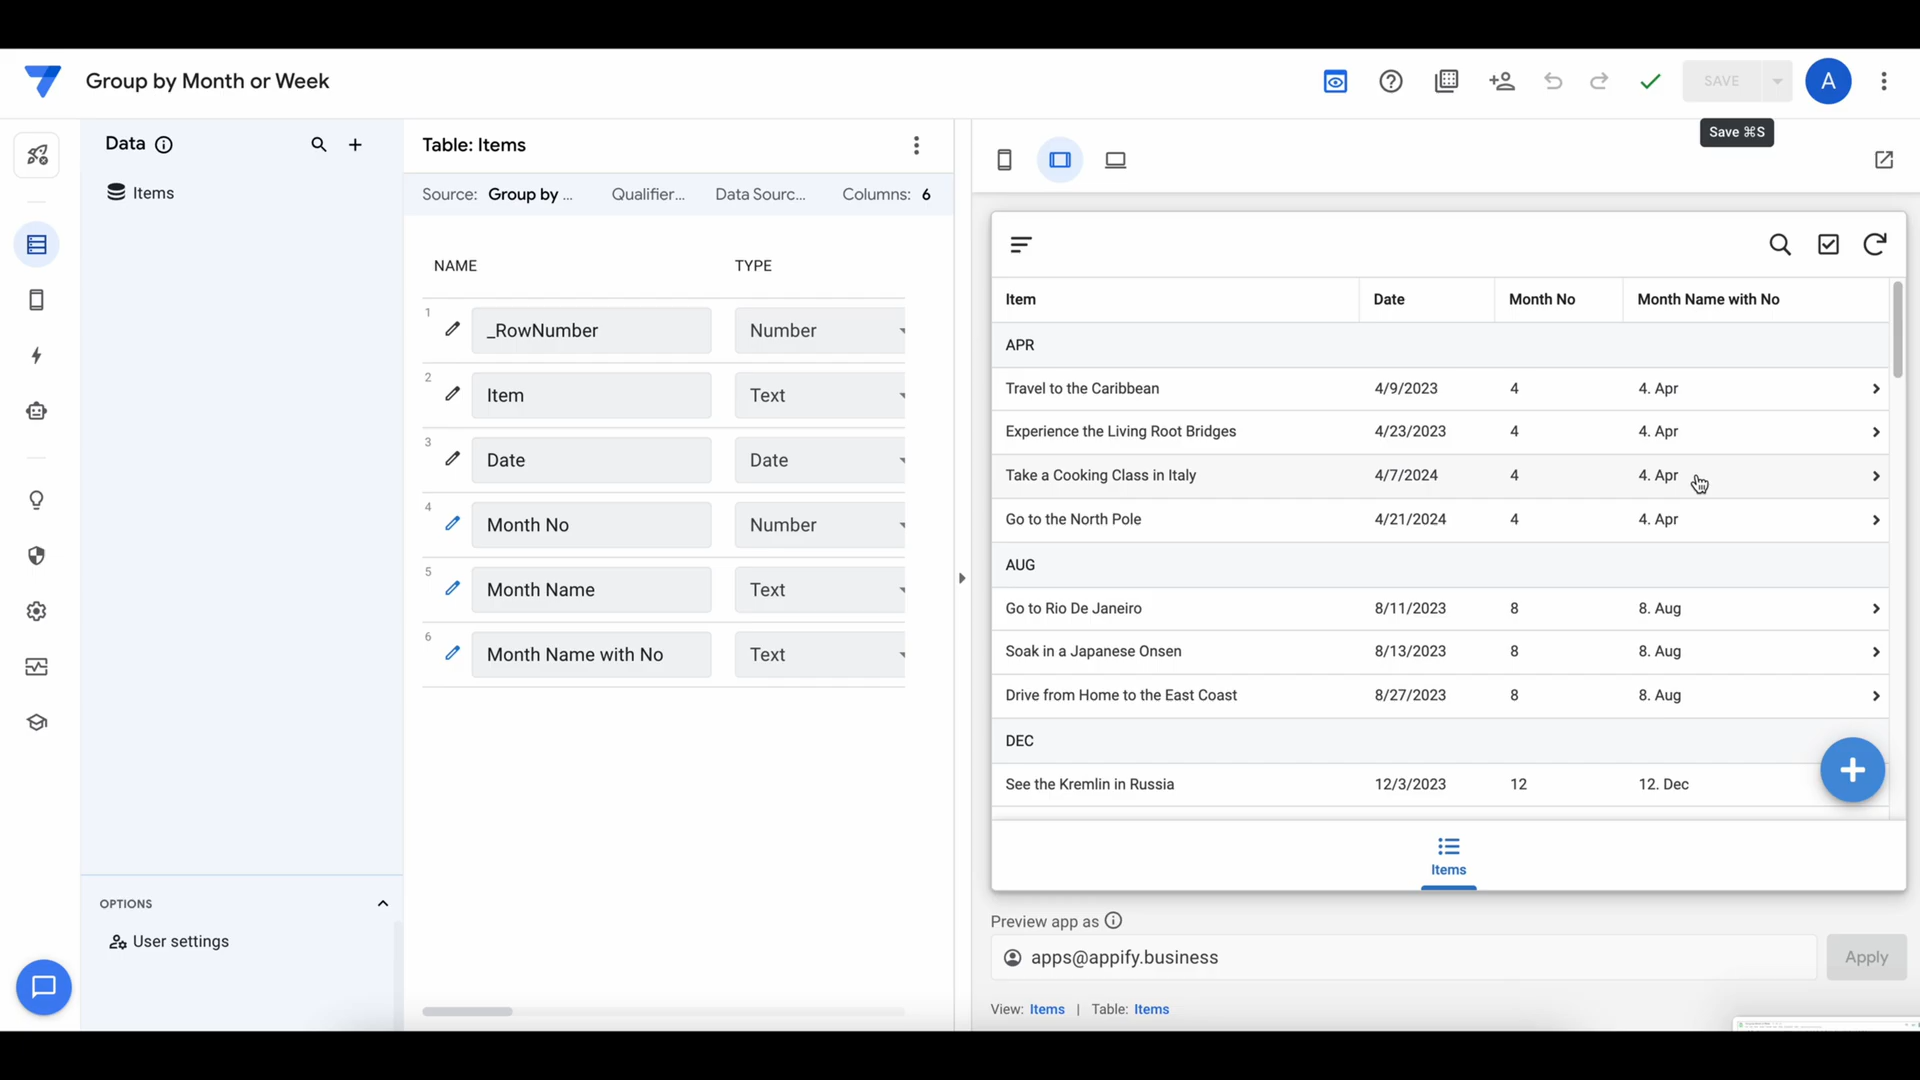 Group by Month or Week
SAVE
A
Save ⌘S
Data
Items
Table: Items
Source: Group by ... Qualifier... Data Sourc... Columns: 6
NAME TYPE
1 _RowNumber Number
2 Item Text
3 Date Date
4 Month No Number
5 Month Name Text
6 Month Name with No Text
OPTIONS
User settings
Item Date Month No Month Name with No
APR
Travel to the Caribbean 4/9/2023 4 4. Apr
Experience the Living Root Bridges 4/23/2023 4 4. Apr
Take a Cooking Class in Italy 4/7/2024 4 4. Apr
Go to the North Pole 4/21/2024 4 4. Apr
AUG
Go to Rio De Janeiro 8/11/2023 8 8. Aug
Soak in a Japanese Onsen 8/13/2023 8 8. Aug
Drive from Home to the East Coast 8/27/2023 8 8. Aug
DEC
See the Kremlin in Russia 12/3/2023 12 12. Dec
Items
Preview app as
apps@appify.business Apply
View: Items | Table: Items